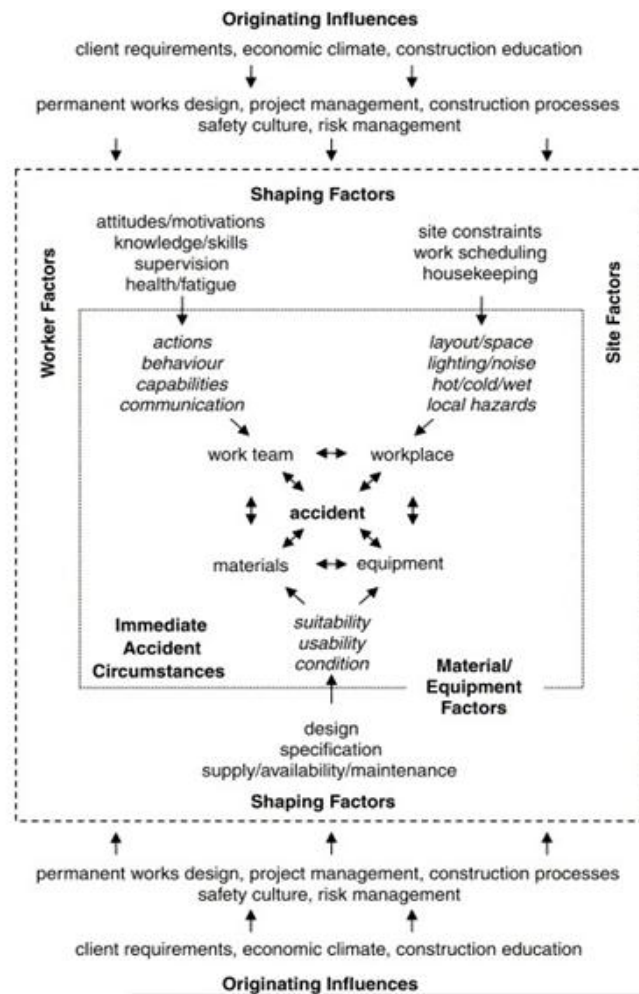 Originating Influences
client requirements, economic climate, construction education
permanent works design, project management, construction processes
safety culture, risk management
Shaping Factors
attitudes/motivations
knowledge/skills
supervision
health/fatigue
site constraints
work scheduling
housekeeping
Worker Factors
Site Factors
actions
behaviour
capabilities
communication
layout/space
lighting/noise
hot/cold/wet
local hazards
work team
workplace
accident
materials
equipment
suitability
usability
condition
Immediate
Accident
Circumstances
Material/
Equipment
Factors
design
specification
supply/availability/maintenance
Shaping Factors
permanent works design, project management, construction processes
safety culture, risk management
client requirements, economic climate, construction education
Originating Influences